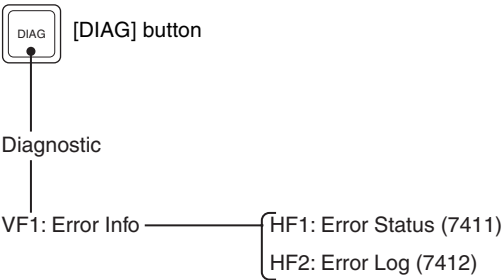 DIAG
[DIAG] button
Diagnostic
VF1: Error Info
HF1: Error Status (7411)
HF2: Error Log (7412)